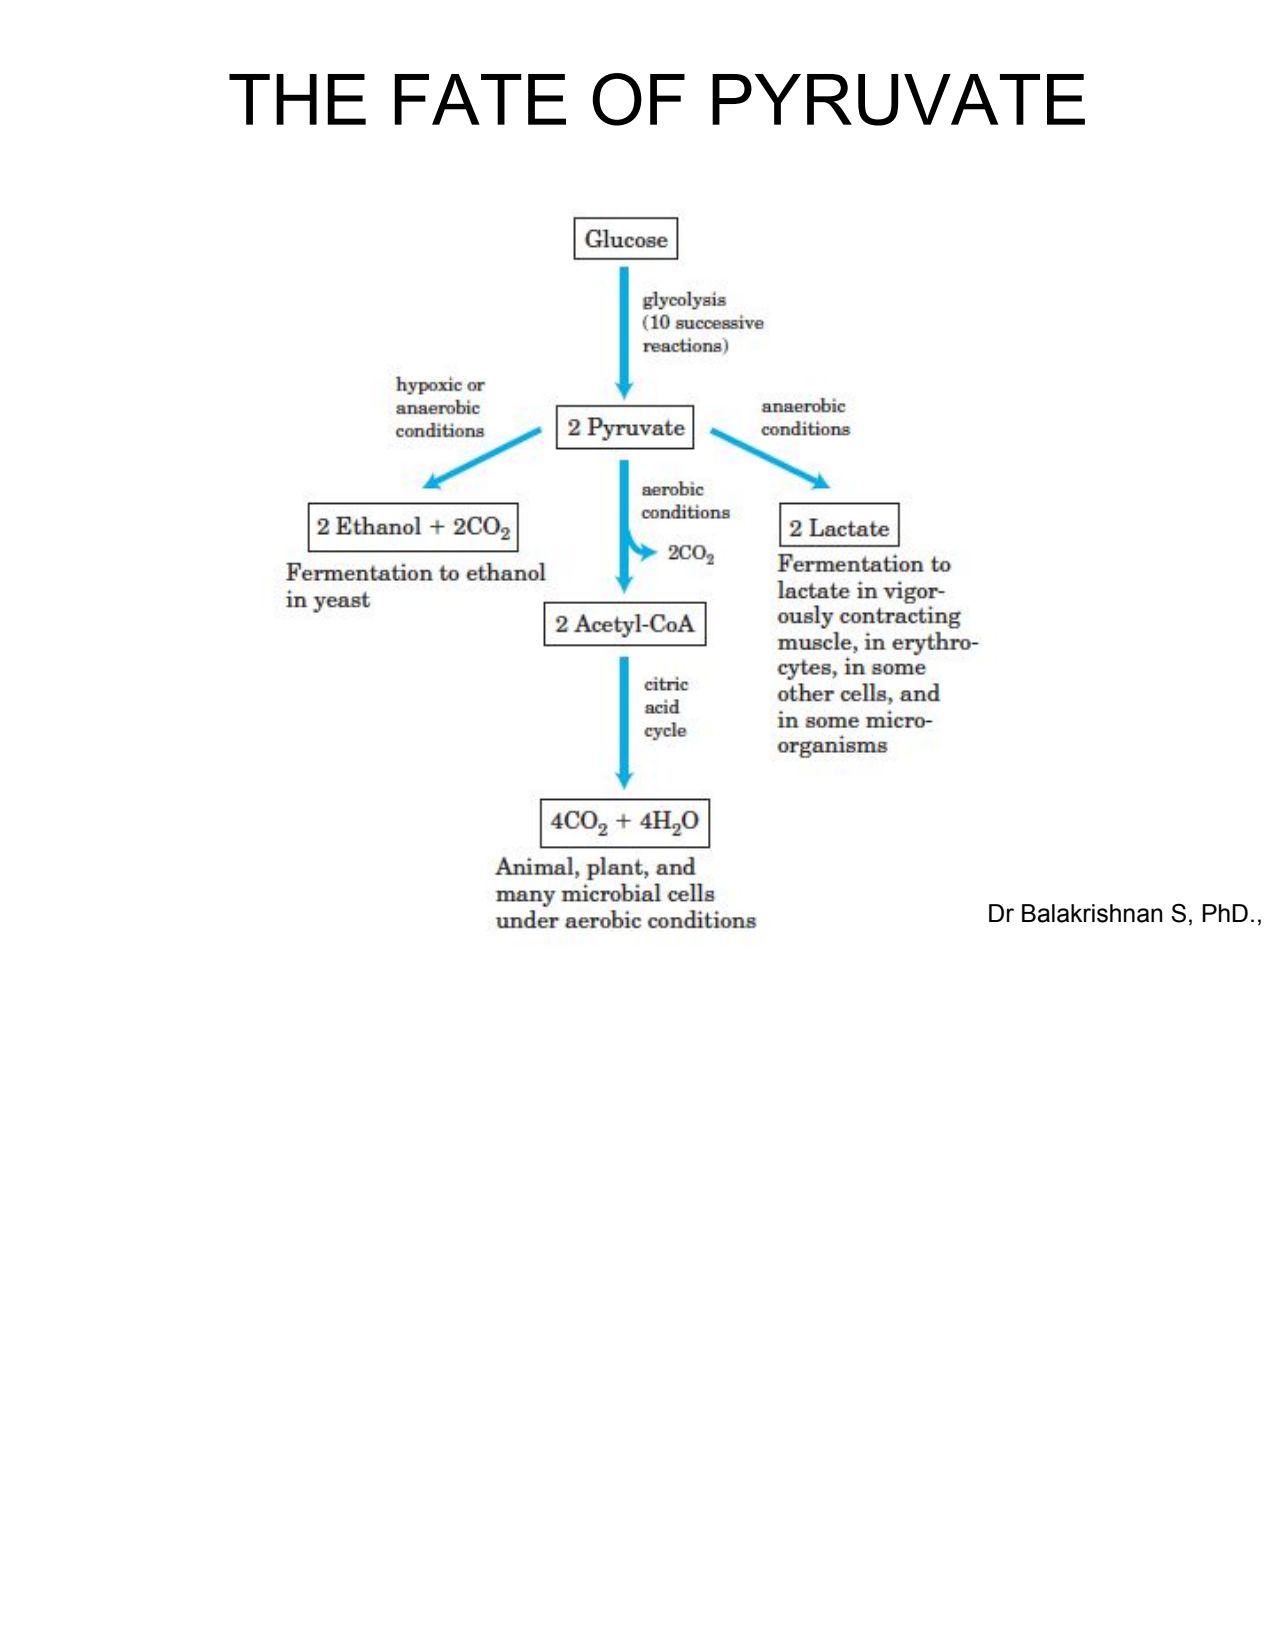 THE FATE OF PYRUVATE
Glucose
glycolysis
(10 successive
reactions)
hypoxic or
anaerobic
conditions
2 Pyruvate
anaerobic
conditions
2 Ethanol + 2CO₂
Fermentation to ethanol
in yeast
aerobic
conditions
2CO₂
2 Lactate
Fermentation to
lactate in vigor-
ously contracting
muscle, in erythro-
cytes, in some
other cells, and
in some micro-
organisms
2 Acetyl-CoA
citric
acid
cycle
4CO₂ + 4H₂O
Animal, plant, and
many microbial cells
under aerobic conditions
Dr Balakrishnan S, PhD.,